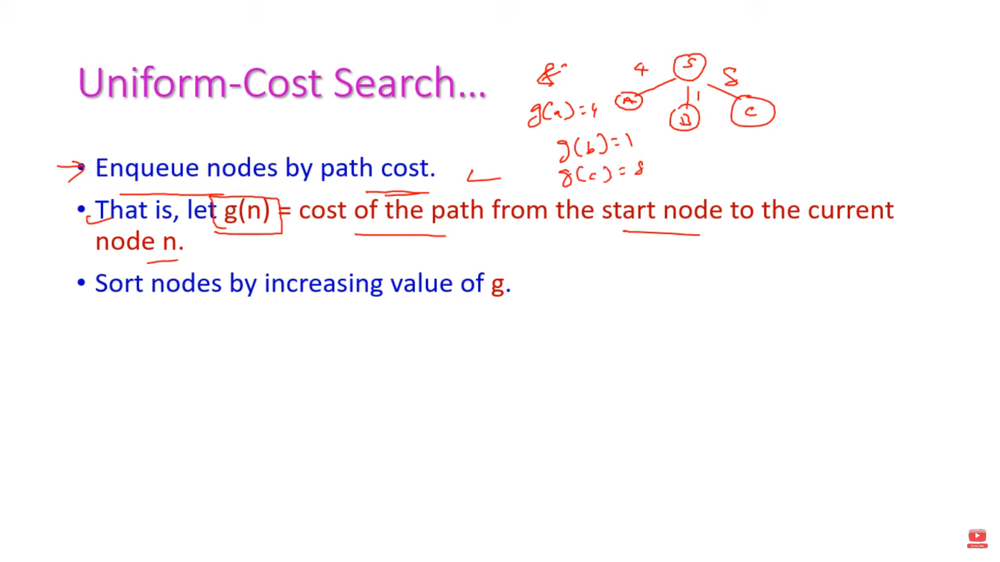 Uniform-Cost Search...
4
S
8
A
1
B
C
g(a)=4
g(b)=1
g(c)=8
• Enqueue nodes by path cost.
• That is, let g(n) = cost of the path from the start node to the current
node n.
• Sort nodes by increasing value of g.
Subscribe